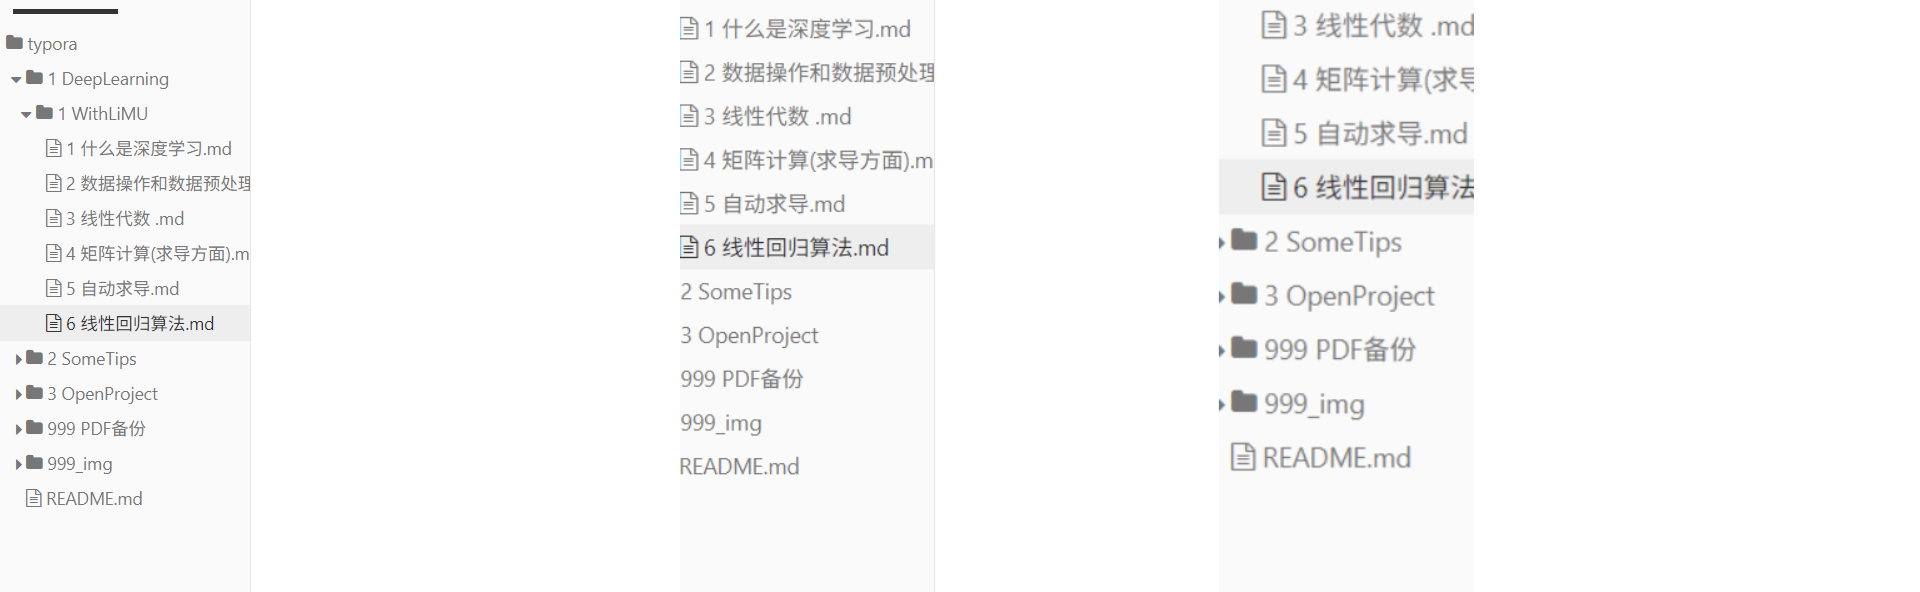 typora
1 DeepLearning
1 WithLiMU
1 什么是深度学习.md
2 数据操作和数据预处理
3 线性代数 .md
4 矩阵计算(求导方面).m
5 自动求导.md
6 线性回归算法.md
2 SomeTips
3 OpenProject
999 PDF备份
999_img
README.md
1 什么是深度学习.md
2 数据操作和数据预处理
3 线性代数 .md
4 矩阵计算(求导方面).m
5 自动求导.md
6 线性回归算法.md
2 SomeTips
3 OpenProject
999 PDF备份
999_img
README.md
3 线性代数 .md
4 矩阵计算(求导
5 自动求导.md
6 线性回归算法
2 SomeTips
3 OpenProject
999 PDF备份
999_img
README.md